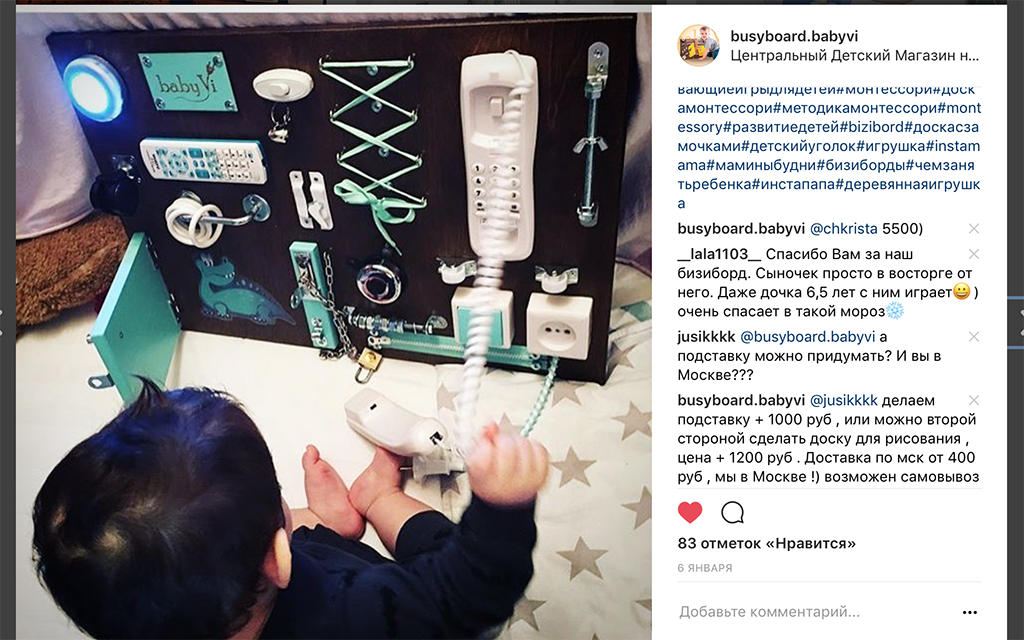 babyVi
busyboard.babyvi
Центральный Детский Магазин н...
вающиеигрыдлядетей#монтессори#доск
амонтессори#методикамонтессори#mont
essory#развитиедетей#bizibord#доскасза
мочками#детскийуголок#игрушка#instam
ama#маминыбудни#бизиборды#чемзаня
тьребенка#инстапапа#деревяннаяигрушк
а
busyboard.babyvi @chkrista 5500)
__lala1103__ Спасибо Вам за наш
бизиборд. Сыночек просто в восторге от
него. Даже дочка 6,5 лет с ним играет😀 )
очень спасает в такой мороз❄️
jusikkkk @busyboard.babyvi а
подставку можно придумать? И вы в
Москве???
busyboard.babyvi @jusikkkk делаем
подставку + 1000 руб , или можно второй
стороной сделать доску для рисования ,
цена + 1200 руб . Доставка по мск от 400
руб , мы в Москве !) возможен самовывоз
83 отметок «Нравится»
6 ЯНВАРЯ
Добавьте комментарий...